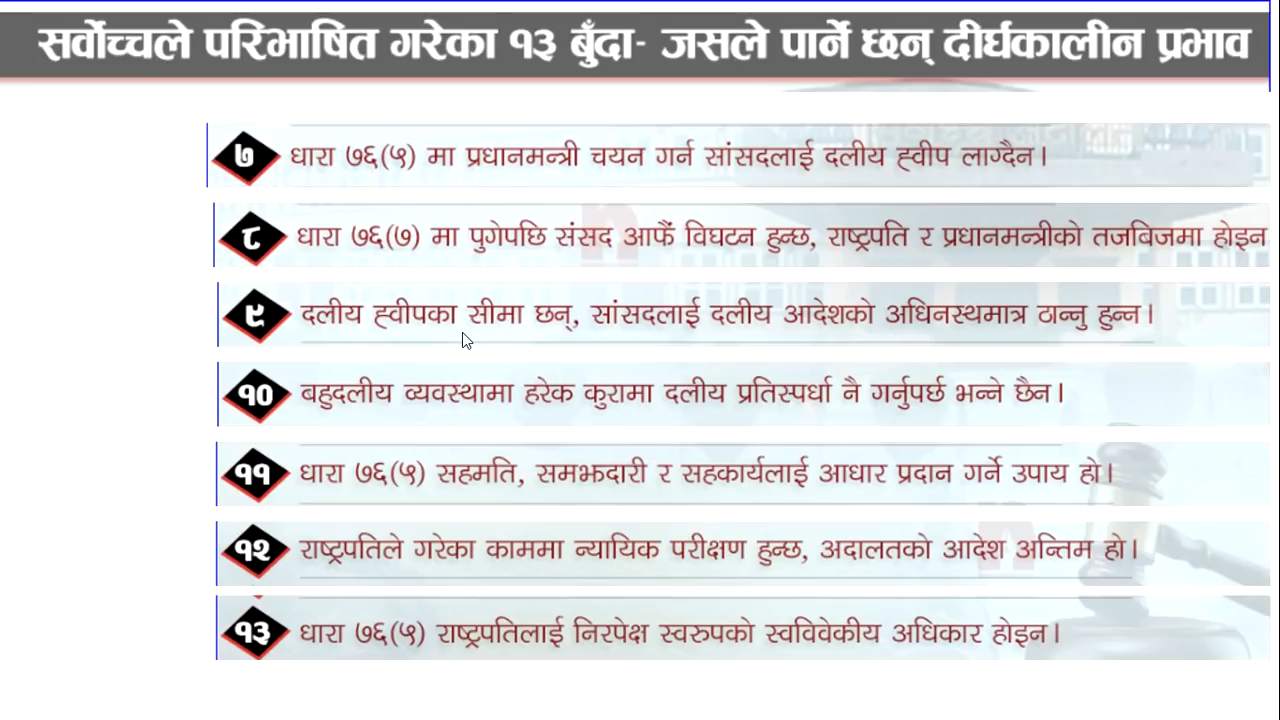 सर्वोच्चले परिभाषित गरेका १३ बुँदा- जसले पार्ने छन् दीर्घकालीन प्रभाव
७ धारा ७६(५) मा प्रधानमन्त्री चयन गर्न सांसदलाई दलीय ह्वीप लाग्दैन।
८ धारा ७६(७) मा पुगेपछि संसद आफैं विघटन हुन्छ, राष्ट्रपति र प्रधानमन्त्रीको तजबिजमा होइन
९ दलीय ह्वीपका सीमा छन्, सांसदलाई दलीय आदेशको अधिनस्थमात्र ठान्नु हुन्न।
१० बहुदलीय व्यवस्थामा हरेक कुरामा दलीय प्रतिस्पर्धा नै गर्नुपर्छ भन्ने छैन।
११ धारा ७६(५) सहमति, समझदारी र सहकार्यलाई आधार प्रदान गर्ने उपाय हो।
१२ राष्ट्रपतिले गरेका काममा न्यायिक परीक्षण हुन्छ, अदालतको आदेश अन्तिम हो।
१३ धारा ७६(५) राष्ट्रपतिलाई निरपेक्ष स्वरुपको स्वविवेकीय अधिकार होइन।